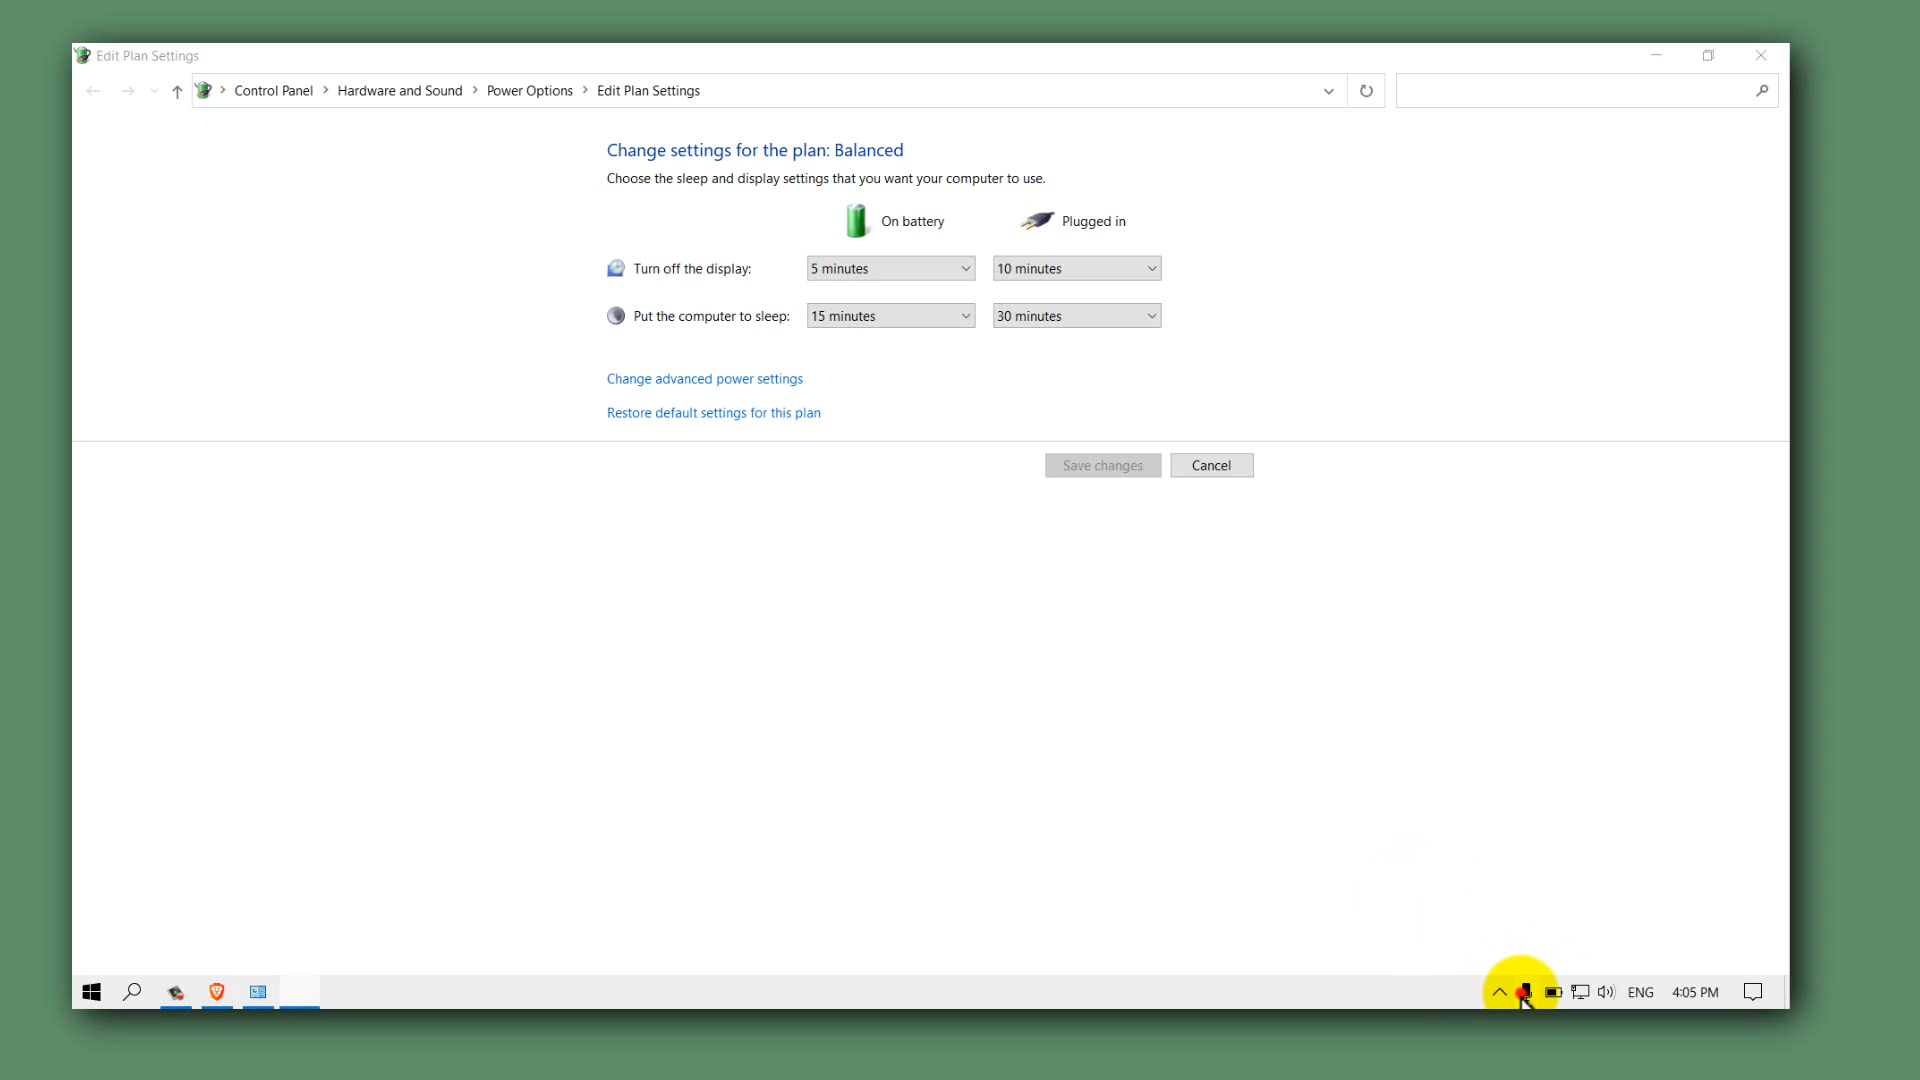 Edit Plan Settings
Control Panel > Hardware and Sound > Power Options > Edit Plan Settings
Change settings for the plan: Balanced
Choose the sleep and display settings that you want your computer to use.
On battery Plugged in
Turn off the display: 5 minutes 10 minutes
Put the computer to sleep: 15 minutes 30 minutes
Change advanced power settings
Restore default settings for this plan
Save changes Cancel
ENG 4:05 PM